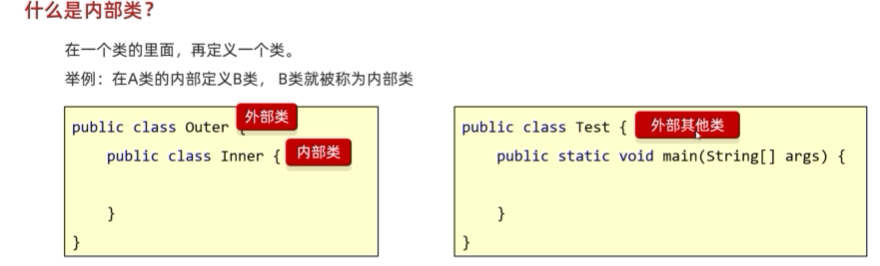 什么是内部类？
在一个类的里面，再定义一个类。
举例：在A类的内部定义B类， B类就被称为内部类
public class Outer { 外部类
public class Inner { 内部类
}
}
public class Test { 外部其他类
public static void main(String[] args) {
}
}